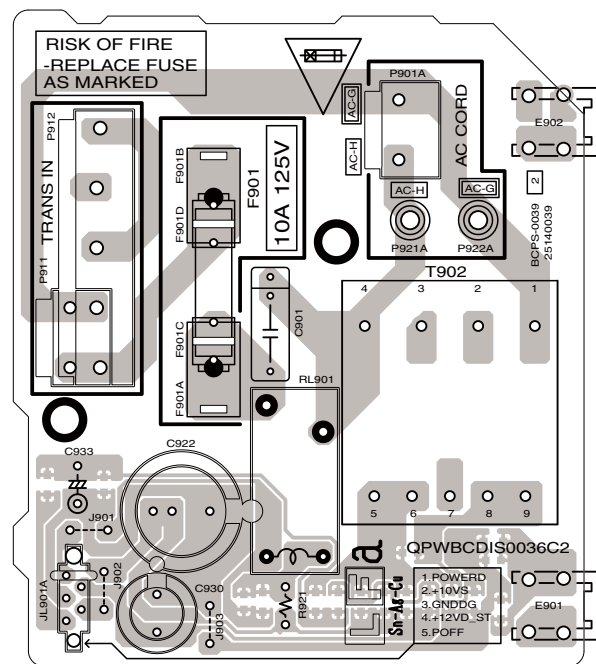 RISK OF FIRE
-REPLACE FUSE
AS MARKED
P901A
AC-G
AC-H
AC CORD
AC-H
AC-G
P921A
P922A
E902
2
BCPS-0039
25140039
P912
TRANS IN
P911
F901B
F901D
F901
10A 125V
F901C
F901A
C901
T902
4
3
2
1
RL901
5
6
7
8
9
C933
C922
J901
J902
JL901A
C930
J903
R921
LF
a
Sn-Ag-Cu
QPWBCDIS0036C2
1.POWERD
2.+10VS
3.GNDDG
4.+12VD_ST
5.POFF
E901